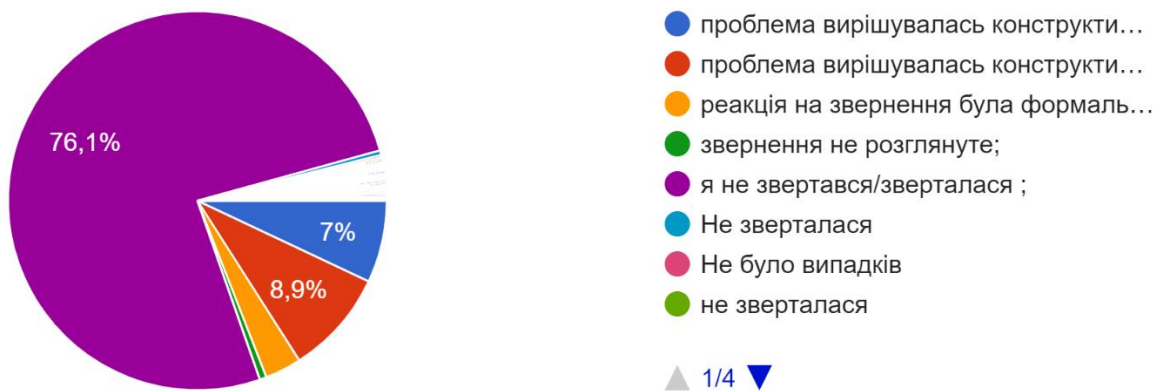 76,1%
7%
8,9%
проблема вирішувалась конструкти…
проблема вирішувалась конструкти…
реакція на звернення була формаль…
звернення не розглянуте;
я не звертався/зверталася ;
Не зверталася
Не було випадків
не зверталася
1/4